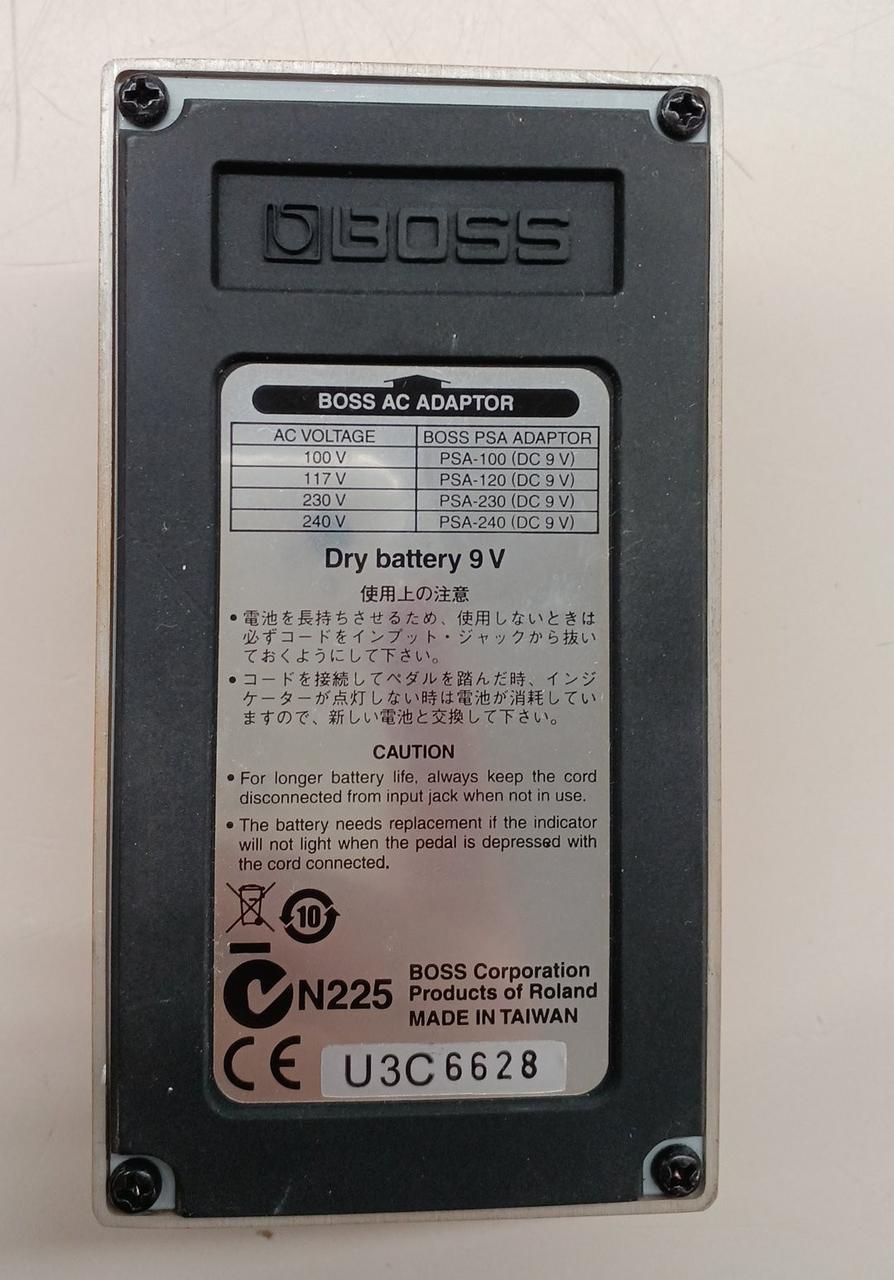 BOSS
BOSS AC ADAPTOR
AC VOLTAGE BOSS PSA ADAPTOR
100 V PSA-100 (DC 9 V)
117 V PSA-120 (DC 9 V)
230 V PSA-230 (DC 9 V)
240 V PSA-240 (DC 9 V)
Dry battery 9 V
使用上の注意
• 電池を長持ちさせるため、使用しないときは
必ずコードをインプット・ジャックから抜い
ておくようにして下さい。
• コードを接続してペダルを踏んだ時、インジ
ケーターが点灯しない時は電池が消耗してい
ますので、新しい電池と交換して下さい。
CAUTION
• For longer battery life, always keep the cord
disconnected from input jack when not in use.
• The battery needs replacement if the indicator
will not light when the pedal is depressed with
the cord connected.
10
N225
BOSS Corporation
Products of Roland
MADE IN TAIWAN
CE
U3C6628